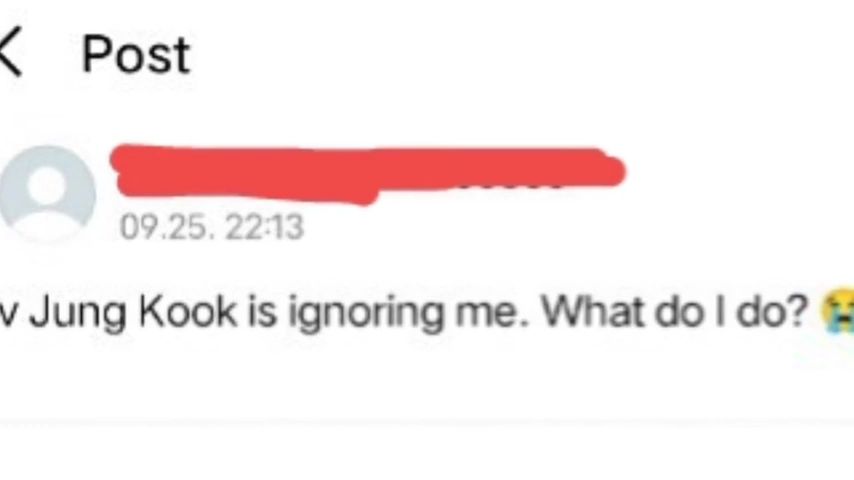 Post
09.25. 22:13
v Jung Kook is ignoring me. What do I do? 😭